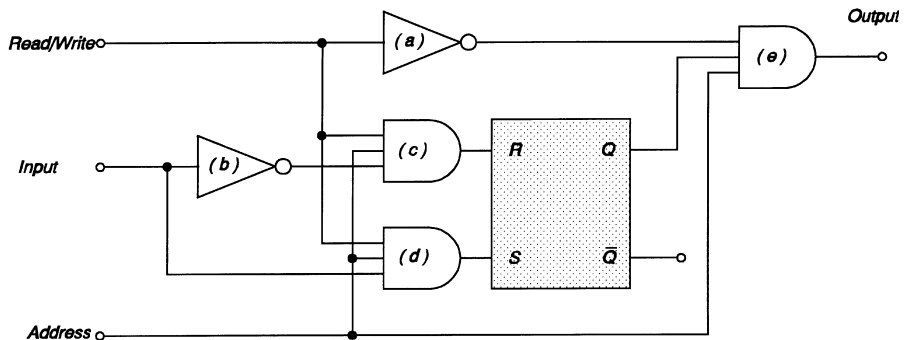 Output
Read/Write
(a)
(e)
(c)
R
Q
Input
(b)
(d)
S
Q̅
Address